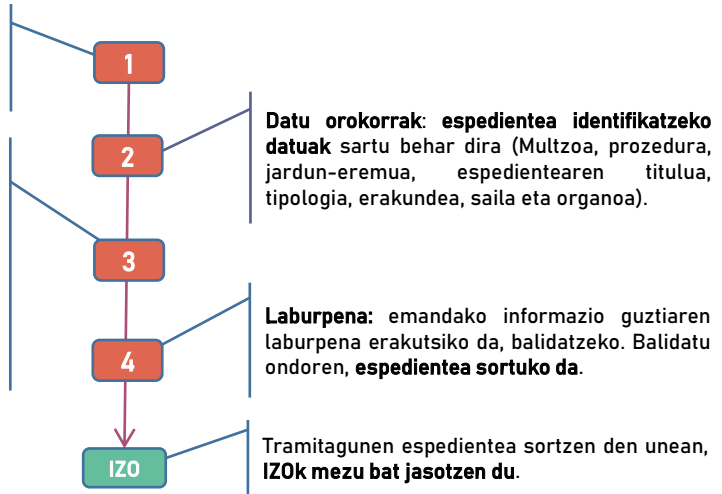 1
2
Datu orokorrak: espedientea identifikatzeko
datuak sartu behar dira (Multzoa, prozedura,
jardun-eremua, espedientearen titulua,
tipologia, erakundea, saila eta organoa).
3
4
Laburpena: emandako informazio guztiaren
laburpena erakutsiko da, balidatzeko. Balidatu
ondoren, espedientea sortuko da.
IZO
Tramitagunen espedientea sortzen den unean,
IZOk mezu bat jasotzen du.